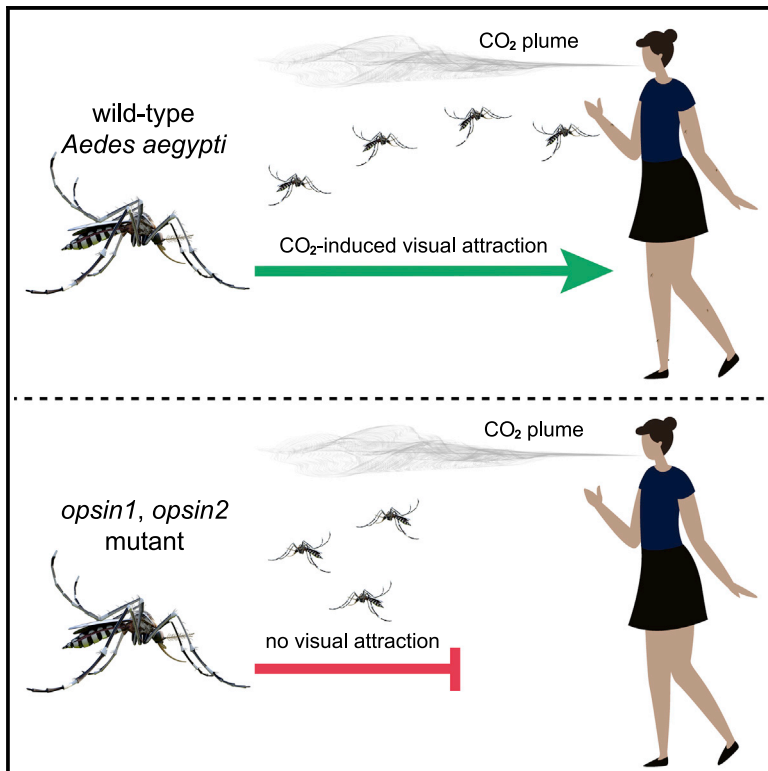 CO₂ plume
wild-type
Aedes aegypti
CO₂-induced visual attraction
CO₂ plume
opsin1, opsin2
mutant
no visual attraction